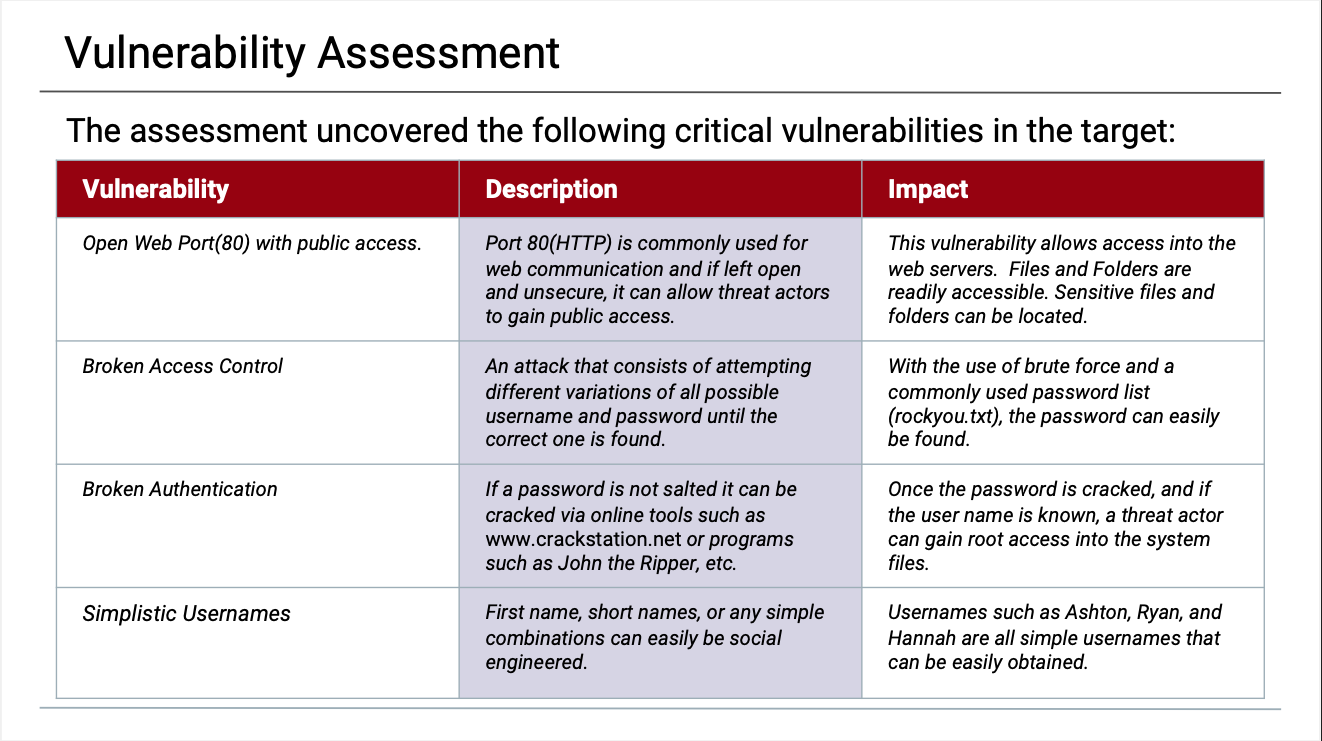 Vulnerability Assessment
The assessment uncovered the following critical vulnerabilities in the target:
Vulnerability
Description
Impact
Open Web Port(80) with public access.
Port 80(HTTP) is commonly used for
web communication and if left open
and unsecure, it can allow threat actors
to gain public access.
This vulnerability allows access into the
web servers.  Files and Folders are
readily accessible. Sensitive files and
folders can be located.
Broken Access Control
An attack that consists of attempting
different variations of all possible
username and password until the
correct one is found.
With the use of brute force and a
commonly used password list
(rockyou.txt), the password can easily
be found.
Broken Authentication
If a password is not salted it can be
cracked via online tools such as
www.crackstation.net or programs
such as John the Ripper, etc.
Once the password is cracked, and if
the user name is known, a threat actor
can gain root access into the system
files.
Simplistic Usernames
First name, short names, or any simple
combinations can easily be social
engineered.
Usernames such as Ashton, Ryan, and
Hannah are all simple usernames that
can be easily obtained.